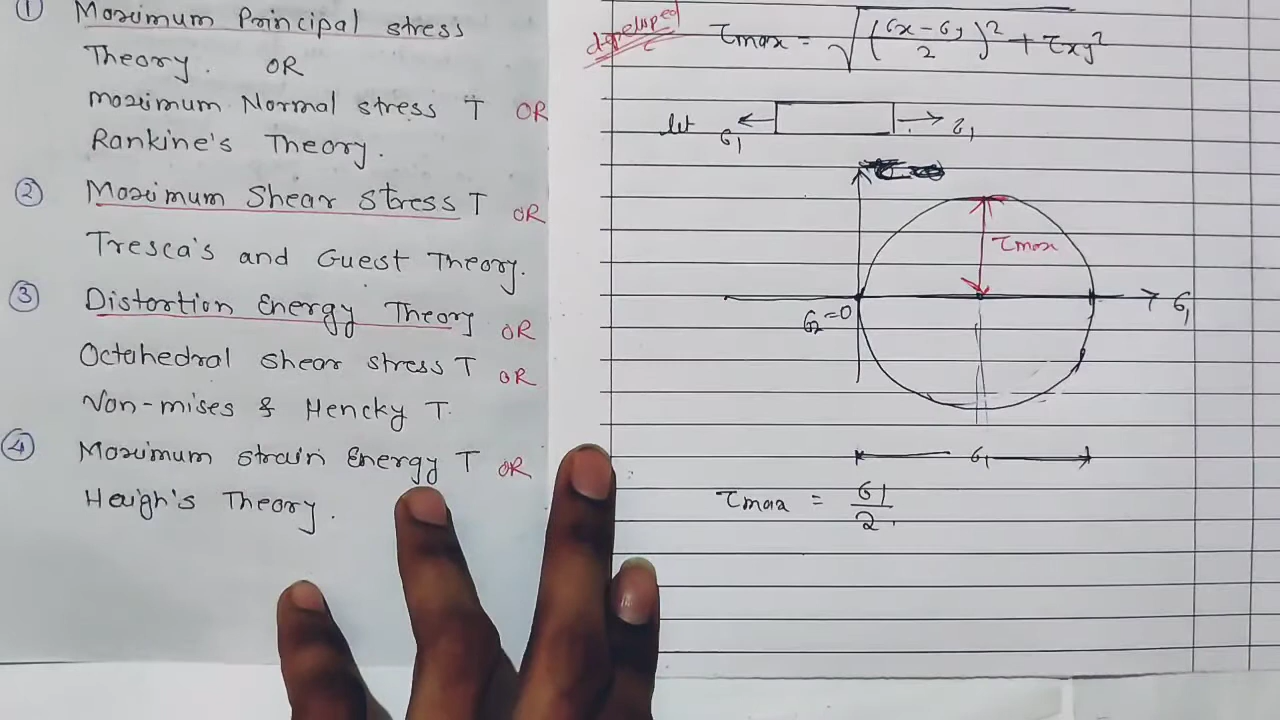 ① Maximum Principal stress
Theory. OR
maximum Normal stress T OR
Rankine's Theory.
② Maximum Shear Stress T OR
Tresca's and Guest Theory.
③ Distortion Energy Theory OR
Octahedral shear stress T OR
Von-mises & Hencky T.
④ Maximum strain Energy T OR
Heigh's Theory.
developed
τmax = √((σx - σy)/2)² + τxy²
let σ1 σ1
τmax
σ2=0 σ1
σ1
τmax = σ1/2.